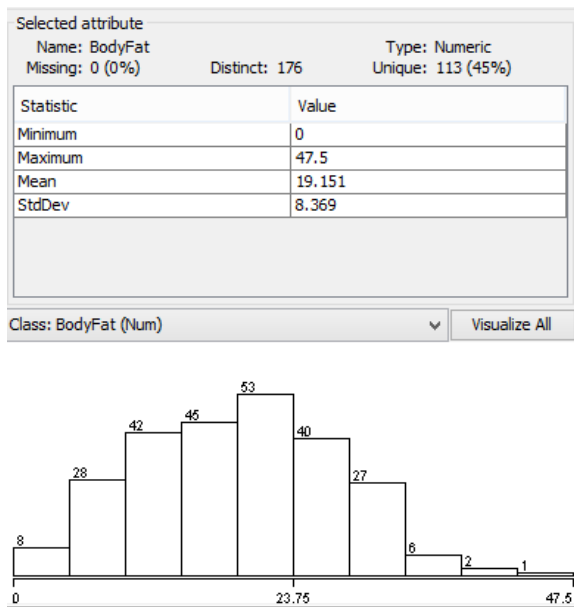 Selected attribute
Name: BodyFat Type: Numeric
Missing: 0 (0%) Distinct: 176 Unique: 113 (45%)
Statistic Value
Minimum 0
Maximum 47.5
Mean 19.151
StdDev 8.369
Class: BodyFat (Num) Visualize All
53
45
42
40
28
27
8
6
2
1
0 23.75 47.5